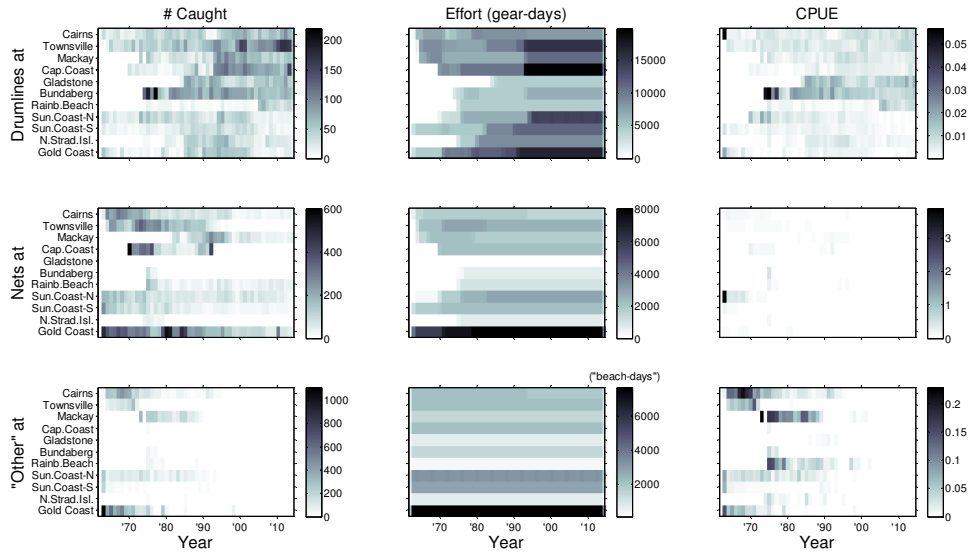 # Caught
Effort (gear-days)
CPUE
Drumlines at
Cairns
Townsville
Mackay
Cap.Coast
Gladstone
Bundaberg
Rainb.Beach
Sun.Coast-N
Sun.Coast-S
N.Strad.Isl.
Gold Coast
200
150
100
50
0
15000
10000
5000
0
0.05
0.04
0.03
0.02
0.01
Nets at
Cairns
Townsville
Mackay
Cap.Coast
Gladstone
Bundaberg
Rainb.Beach
Sun.Coast-N
Sun.Coast-S
N.Strad.Isl.
Gold Coast
600
500
400
300
200
100
0
8000
6000
4000
2000
0
3
2
1
0
("beach-days")
"Other" at
Cairns
Townsville
Mackay
Cap.Coast
Gladstone
Bundaberg
Rainb.Beach
Sun.Coast-N
Sun.Coast-S
N.Strad.Isl.
Gold Coast
1000
800
600
400
200
0
6000
4000
2000
0
0.2
0.15
0.1
0.05
0
'70 '80 '90 '00 '10
'70 '80 '90 '00 '10
'70 '80 '90 '00 '10
Year
Year
Year